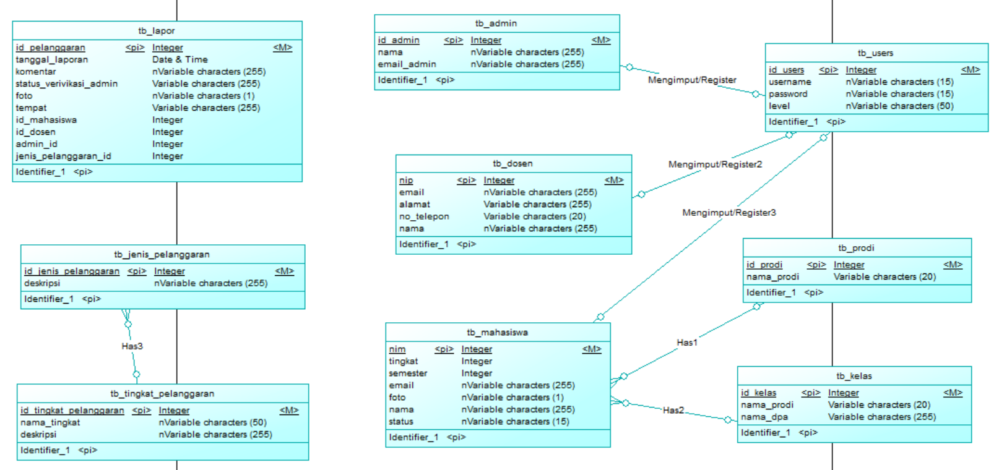 tb_lapor
id_pelanggaran <pi> Integer <M>
tanggal_laporan Date & Time
komentar nVariable characters (255)
status_verivikasi_admin Variable characters (255)
foto nVariable characters (1)
tempat Variable characters (255)
id_mahasiswa Integer
id_dosen Integer
admin_id Integer
jenis_pelanggaran_id Integer
Identifier_1 <pi>
tb_admin
id_admin <pi> Integer <M>
nama nVariable characters (255)
email_admin nVariable characters (255)
Identifier_1 <pi>
Mengimput/Register
tb_users
id_users <pi> Integer <M>
username nVariable characters (15)
password nVariable characters (15)
level nVariable characters (50)
Identifier_1 <pi>
tb_dosen
nip <pi> Integer <M>
email nVariable characters (255)
alamat Variable characters (255)
no_telepon Variable characters (20)
nama nVariable characters (255)
Identifier_1 <pi>
Mengimput/Register2
Mengimput/Register3
tb_jenis_pelanggaran
id_jenis_pelanggaran <pi> Integer <M>
deskripsi nVariable characters (255)
Identifier_1 <pi>
Has3
tb_tingkat_pelanggaran
id_tingkat_pelanggaran <pi> Integer <M>
nama_tingkat nVariable characters (50)
deskripsi nVariable characters (255)
Identifier_1 <pi>
tb_prodi
id_prodi <pi> Integer <M>
nama_prodi Variable characters (20)
Identifier_1 <pi>
tb_mahasiswa
nim <pi> Integer <M>
tingkat Integer
semester Integer
email nVariable characters (255)
foto nVariable characters (1)
nama nVariable characters (255)
status nVariable characters (15)
Identifier_1 <pi>
Has1
Has2
tb_kelas
id_kelas <pi> Integer <M>
nama_prodi Variable characters (20)
nama_dpa Variable characters (255)
Identifier_1 <pi>